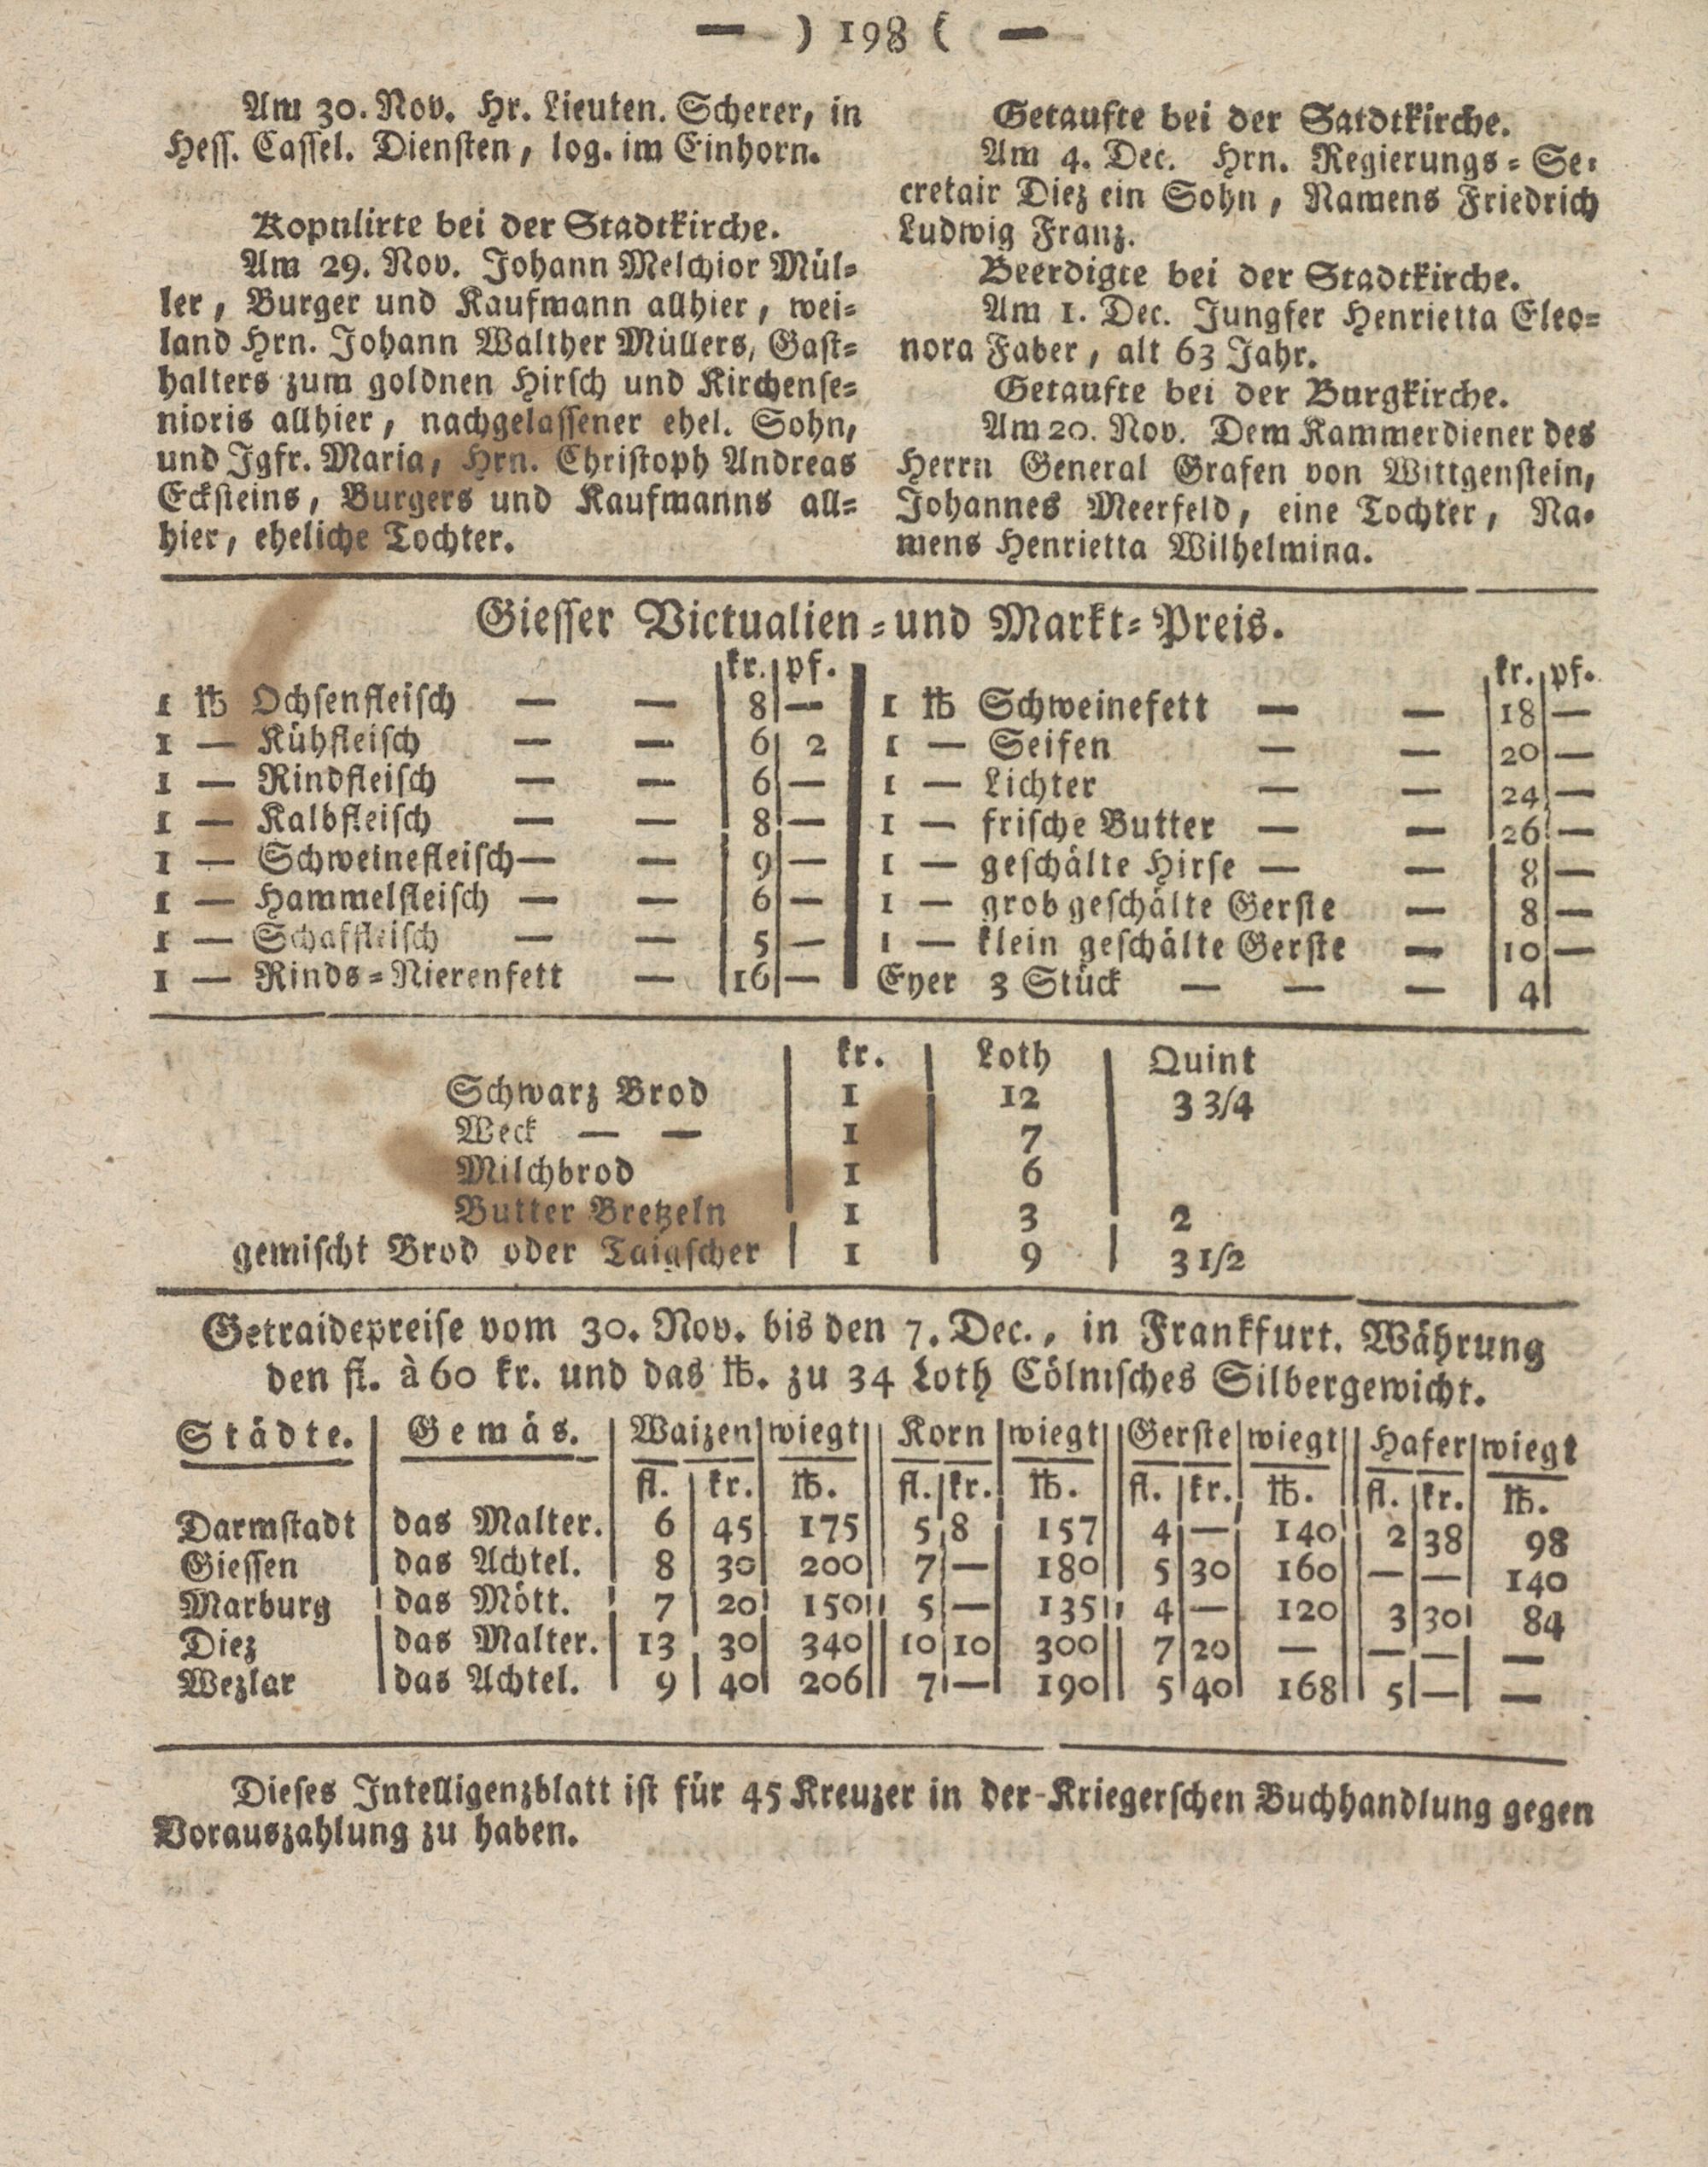 — ) 198 ( —
Am 30. Nov. Hr. Lieuten. Scherer, in
Hess. Cassel. Diensten, log. im Einhorn.
Kopnlirte bei der Stadtkirche.
Am 29. Nov. Johann Melchior Mül-
ler, Burger und Kaufmann allhier, wei-
land Hrn. Johann Walther Müllers, Gast-
halters zum goldnen Hirsch und Kirchense-
nioris allhier, nachgelassener ehel. Sohn,
und Jgfr. Maria, Hrn. Christoph Andreas
Ecksteins, Burgers und Kaufmanns all-
hier, eheliche Tochter.
Getaufte bei der Satdtkirche.
Am 4. Dec. Hrn. Regierungs-Se-
cretair Diez ein Sohn, Namens Friedrich
Ludwig Franz.
Beerdigte bei der Stadtkirche.
Am 1. Dec. Jungfer Henrietta Eleo-
nora Faber, alt 63 Jahr.
Getaufte bei der Burgkirche.
Am 20. Nov. Dem Kammerdiener des
Herrn General Grafen von Wittgenstein,
Johannes Meerfeld, eine Tochter, Na-
mens Henrietta Wilhelmina.
Giesser Victualien-und Markt-Preis.
kr. pf.
1 ℔ Ochsenfleisch — — 8 —
1 — Kühfleisch — — 6 2
1 — Rindfleisch — — 6 —
1 — Kalbfleisch — — 8 —
1 — Schweinefleisch — — 9 —
1 — Hammelfleisch — — 6 —
1 — Schaffleisch — — 5 —
1 — Rinds-Nierenfett — 16 —
kr. pf.
1 ℔ Schweinefett — — 18 —
1 — Seifen — — 20 —
1 — Lichter — — 24 —
1 — frische Butter — — 26 —
1 — geschälte Hirse — — 8 —
1 — grob geschälte Gerste — 8 —
1 — klein geschälte Gerste — 10 —
Eyer 3 Stück — — — 4
kr. Loth Quint
Schwarz Brod 1 12 3 3/4
Weck — — 1 7
Milchbrod 1 6
Butter Bretzeln 1 3 2
gemischt Brod oder Taigscher 1 9 3 1/2
Getraidepreise vom 30. Nov. bis den 7. Dec., in Frankfurt. Währung
den fl. à 60 kr. und das ℔. zu 34 Loth Cölnisches Silbergewicht.
Städte. Gemäs. Waizen wiegt Korn wiegt Gerste wiegt Hafer wiegt
fl. kr. ℔. fl. kr. ℔. fl. kr. ℔. fl. kr. ℔.
Darmstadt das Malter. 6 45 175 5 8 157 4 — 140 2 38 98
Giessen das Achtel. 8 30 200 7 — 180 5 30 160 — — 140
Marburg das Mött. 7 20 150 5 — 135 4 — 120 3 30 84
Diez das Malter. 13 30 340 10 10 300 7 20 — — — —
Wezlar das Achtel. 9 40 206 7 — 190 5 40 168 5 — —
Dieses Intelligenzblatt ist für 45 Kreuzer in der-Kriegerschen Buchhandlung gegen
Vorauszahlung zu haben.